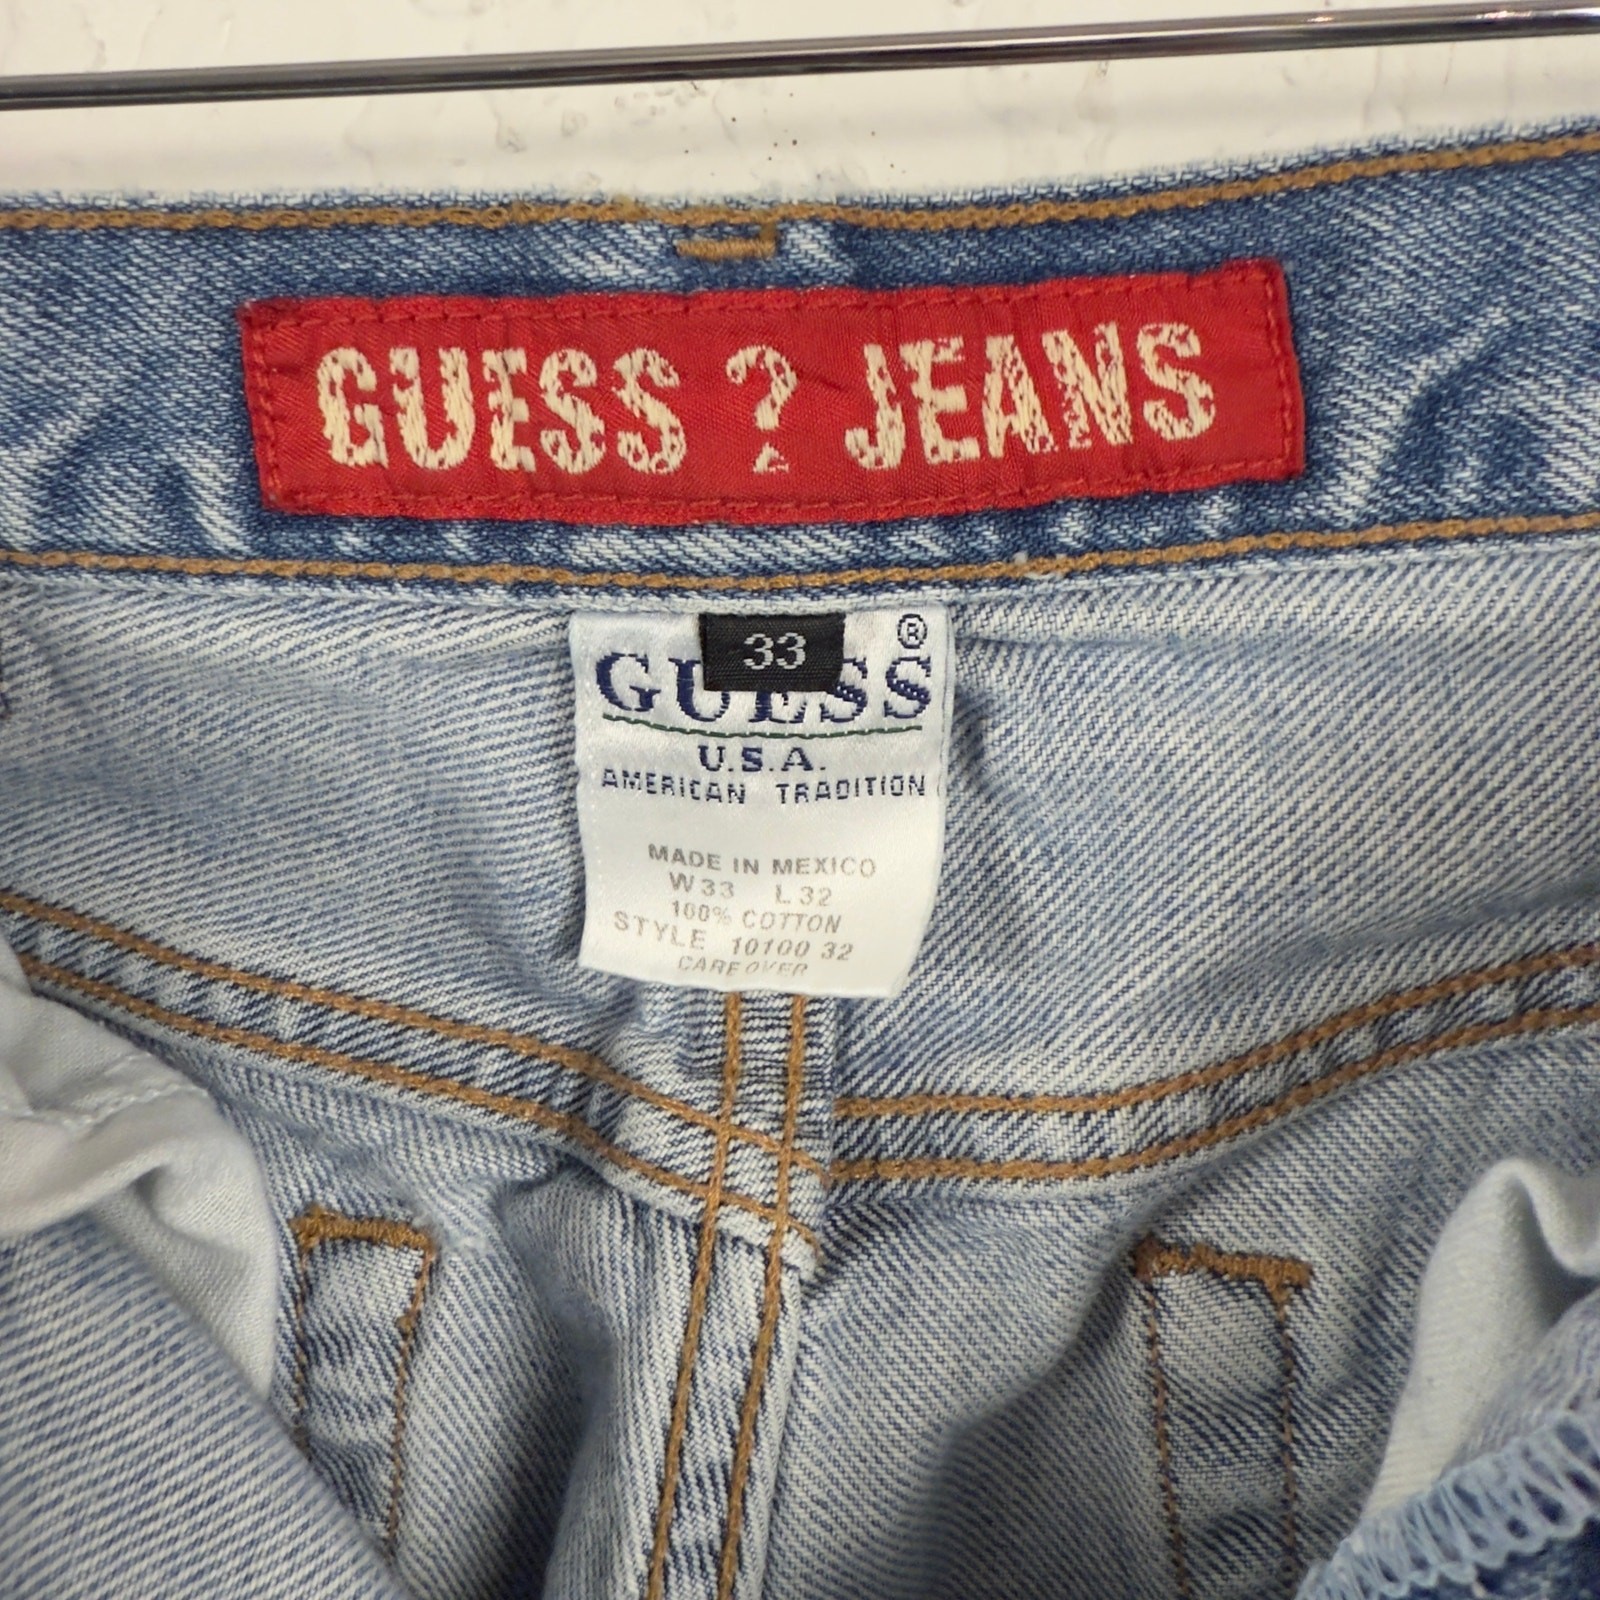 GUESS ? JEANS
33
GUESS®
U.S.A.
AMERICAN TRADITION
MADE IN MEXICO
W33 L32
100% COTTON
STYLE 10100 32
CARE OVER